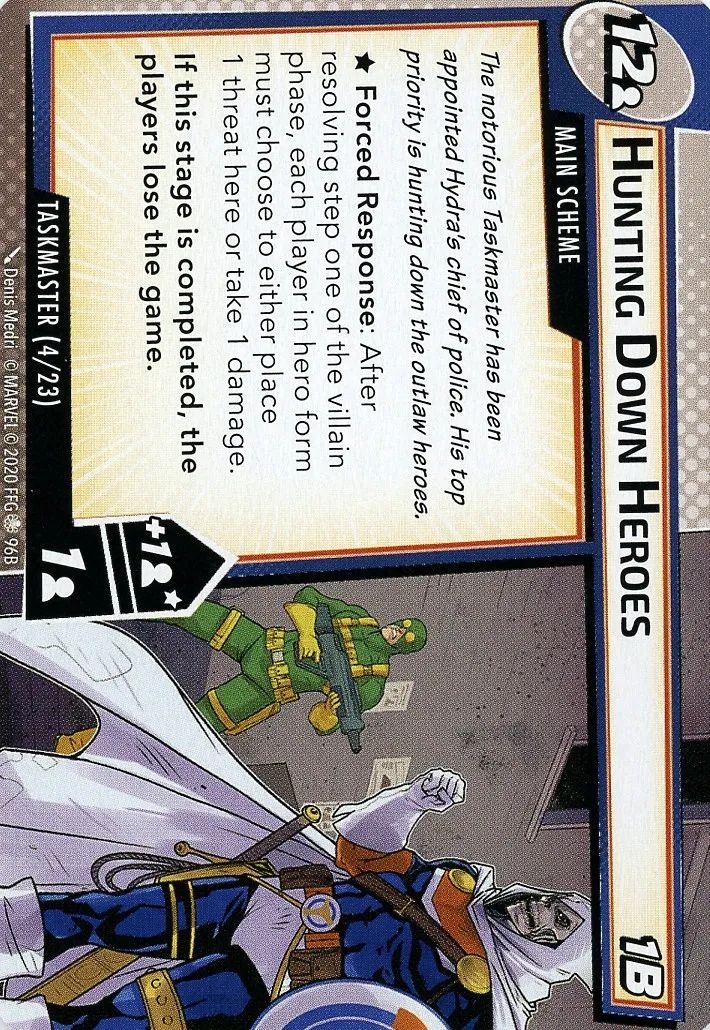 12
HUNTING DOWN HEROES
1B
MAIN SCHEME
The notorious Taskmaster has been
appointed Hydra's chief of police. His top
priority is hunting down the outlaw heroes.
★ Forced Response: After
resolving step one of the villain
phase, each player in hero form
must choose to either place
1 threat here or take 1 damage.
If this stage is completed, the
players lose the game.
+1★
1
TASKMASTER (4/23)
Denis Medri © MARVEL © 2020 FFG 96B